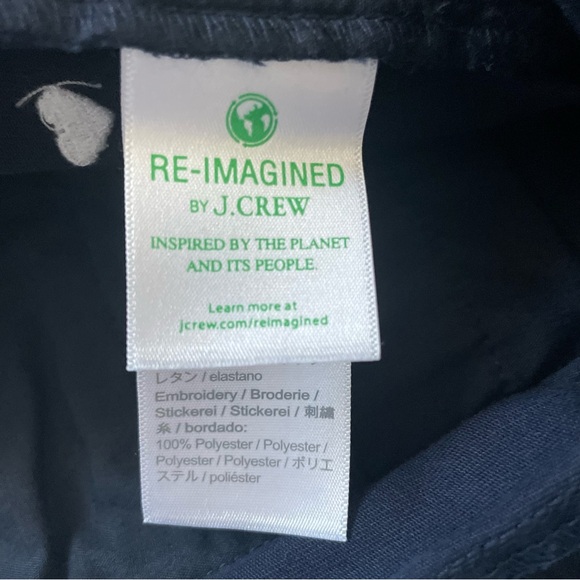 RE-IMAGINED
BY J.CREW
INSPIRED BY THE PLANET
AND ITS PEOPLE.
Learn more at
jcrew.com/reimagined
レタン / elastano
Embroidery / Broderie /
Stickerei / Stickerei / 刺繍
糸 / bordado:
100% Polyester / Polyester /
Polyester / Polyester / ポリエ
ステル / poliéster